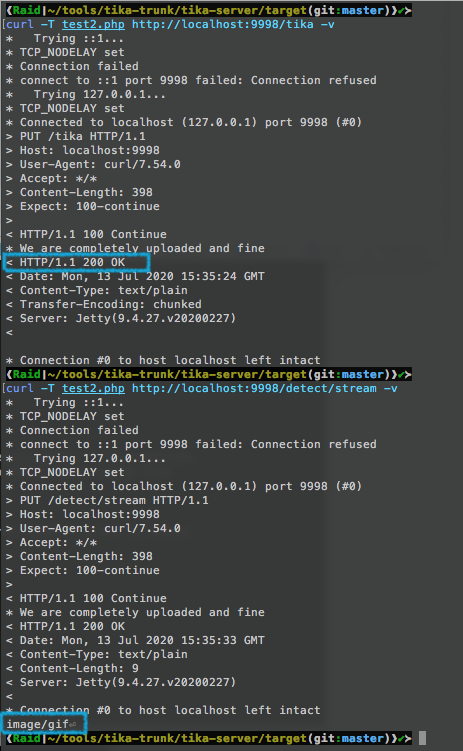 ❮Raid|~/tools/tika-trunk/tika-server/target(git:master)❯✔➤
[curl -T test2.php http://localhost:9998/tika -v
*   Trying ::1...
* TCP_NODELAY set
* Connection failed
* connect to ::1 port 9998 failed: Connection refused
*   Trying 127.0.0.1...
* TCP_NODELAY set
* Connected to localhost (127.0.0.1) port 9998 (#0)
> PUT /tika HTTP/1.1
> Host: localhost:9998
> User-Agent: curl/7.54.0
> Accept: */*
> Content-Length: 398
> Expect: 100-continue
>
< HTTP/1.1 100 Continue
* We are completely uploaded and fine
< HTTP/1.1 200 OK
< Date: Mon, 13 Jul 2020 15:35:24 GMT
< Content-Type: text/plain
< Transfer-Encoding: chunked
< Server: Jetty(9.4.27.v20200227)
<
* Connection #0 to host localhost left intact
❮Raid|~/tools/tika-trunk/tika-server/target(git:master)❯✔➤
[curl -T test2.php http://localhost:9998/detect/stream -v
*   Trying ::1...
* TCP_NODELAY set
* Connection failed
* connect to ::1 port 9998 failed: Connection refused
*   Trying 127.0.0.1...
* TCP_NODELAY set
* Connected to localhost (127.0.0.1) port 9998 (#0)
> PUT /detect/stream HTTP/1.1
> Host: localhost:9998
> User-Agent: curl/7.54.0
> Accept: */*
> Content-Length: 398
> Expect: 100-continue
>
< HTTP/1.1 100 Continue
* We are completely uploaded and fine
< HTTP/1.1 200 OK
< Date: Mon, 13 Jul 2020 15:35:33 GMT
< Content-Type: text/plain
< Content-Length: 9
< Server: Jetty(9.4.27.v20200227)
<
* Connection #0 to host localhost left intact
image/gif⏎
❮Raid|~/tools/tika-trunk/tika-server/target(git:master)❯✔➤